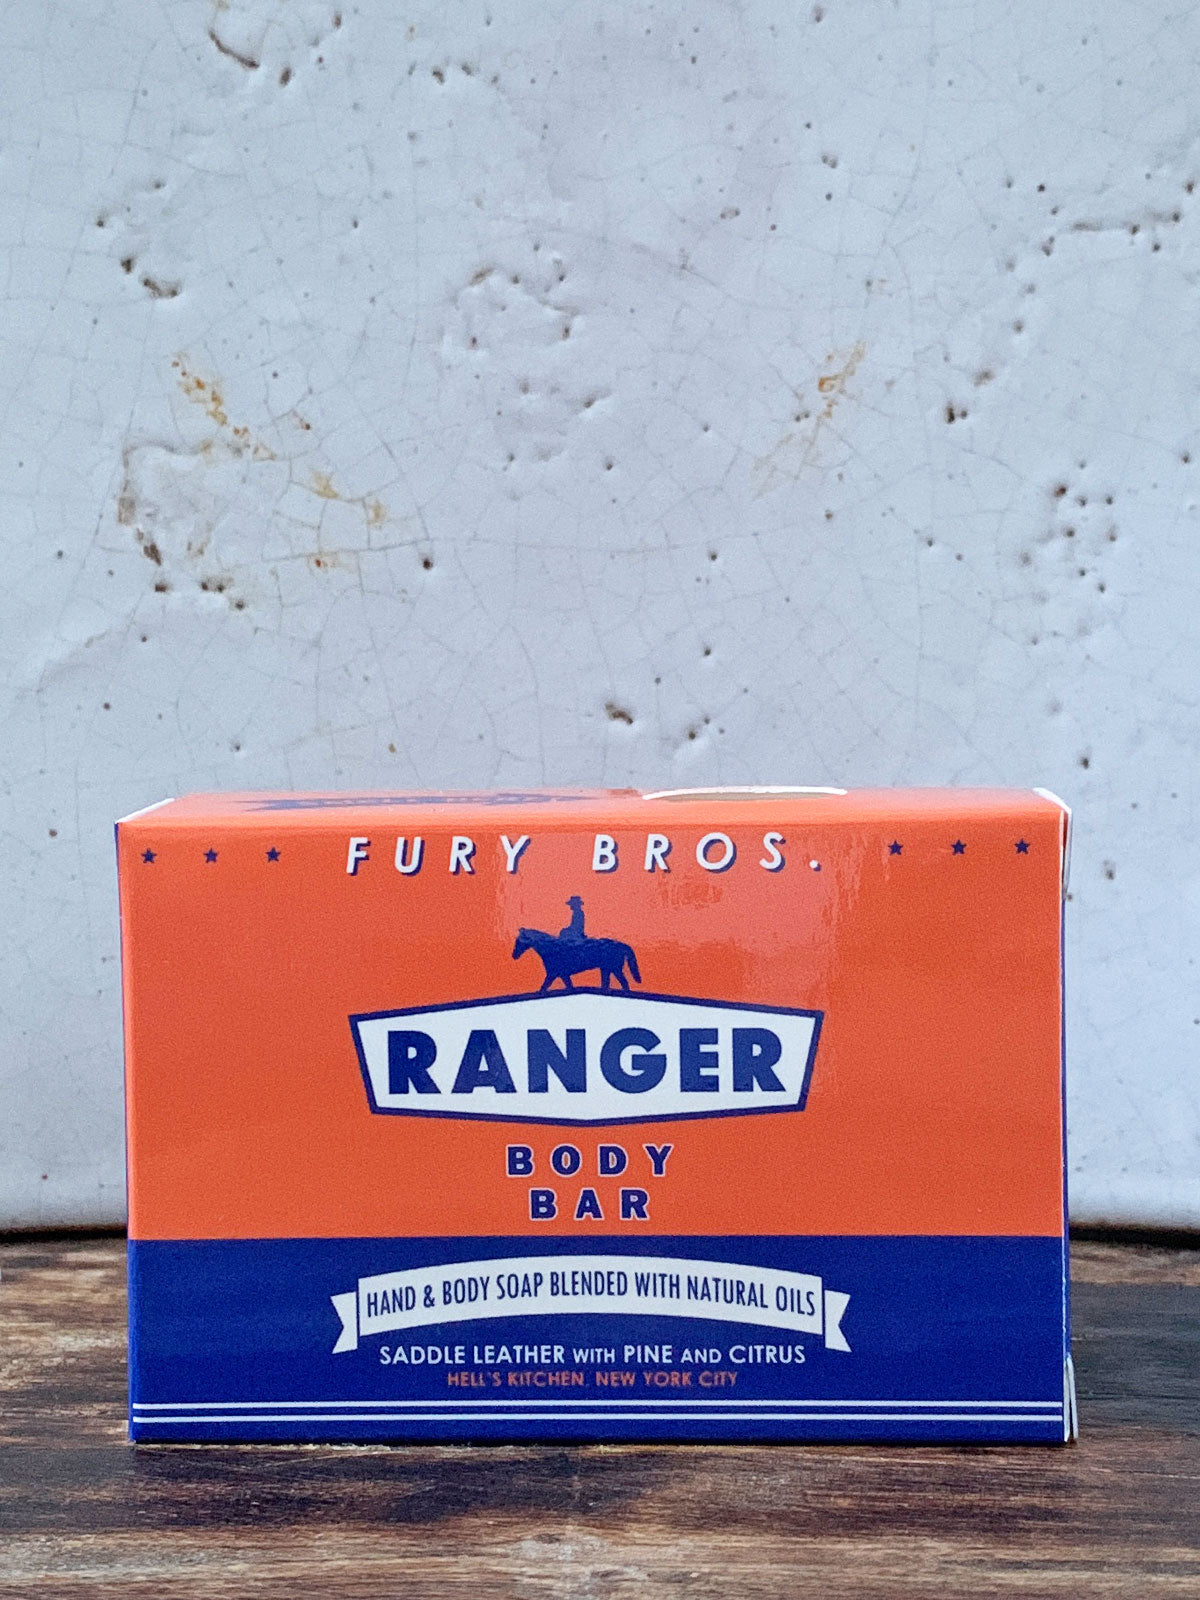 FURY BROS.
RANGER
BODY
BAR
HAND & BODY SOAP BLENDED WITH NATURAL OILS
SADDLE LEATHER WITH PINE AND CITRUS
HELL'S KITCHEN, NEW YORK CITY